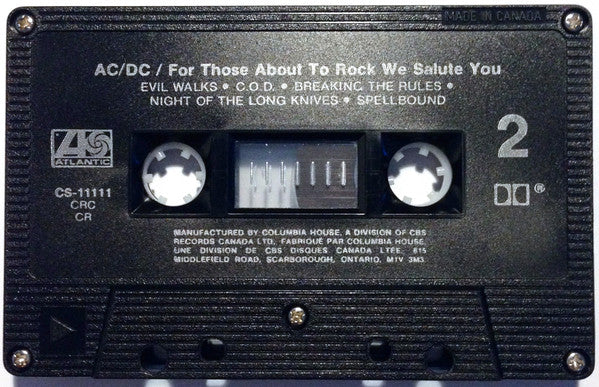 MADE IN CANADA
AC/DC / For Those About To Rock We Salute You
EVIL WALKS • C.O.D. • BREAKING THE RULES •
NIGHT OF THE LONG KNIVES • SPELLBOUND
ATLANTIC
2
CS-11111
CRC
CR
®
MANUFACTURED BY COLUMBIA HOUSE, A DIVISION OF CBS
RECORDS CANADA LTD. FABRIQUÉ PAR COLUMBIA HOUSE,
UNE DIVISION DE CBS DISQUES CANADA LTEE. 615
MIDDLEFIELD ROAD, SCARBOROUGH, ONTARIO, M1V 3M3.